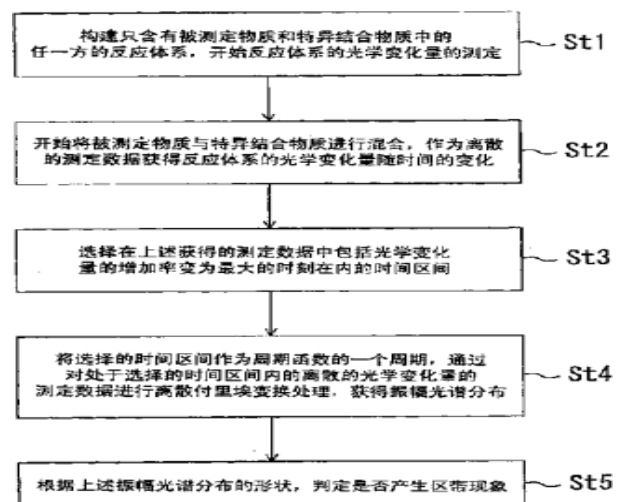 构建只含有被测定物质和特异结合物质中的
任一方的反应体系，开始反应体系的光学变化量的测定
St1
开始将被测定物质与特异结合物质进行混合，作为离散
的测定数据获得反应体系的光学变化量随时间的变化
St2
选择在上述获得的测定数据中包括光学变化
量的增加率变为最大的时刻在内的时间区间
St3
将选择的时间区间作为周期函数的一个周期，通过
对处于选择的时间区间内的离散的光学变化量的
测定数据进行离散付里埃变换处理，获得振幅光谱分布
St4
根据上述振幅光谱分布的形状，判定是否产生区带现象
St5